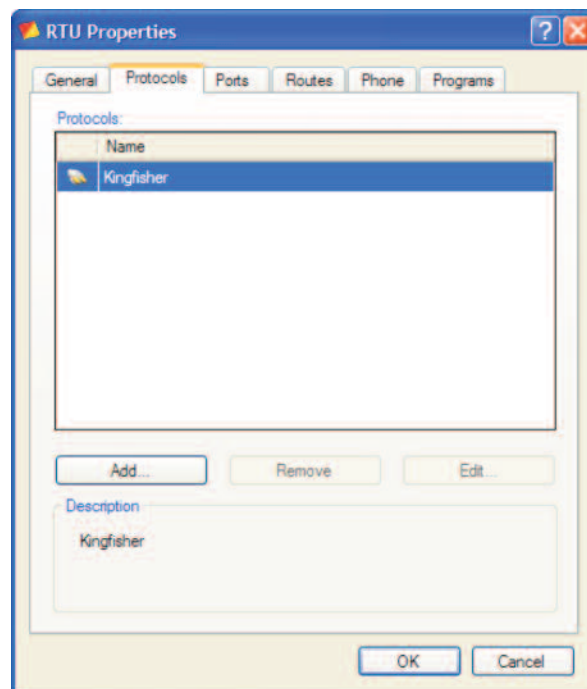 RTU Properties
General Protocols Ports Routes Phone Programs
Protocols:
Name
Kingfisher
Add... Remove Edit...
Description
Kingfisher
OK Cancel